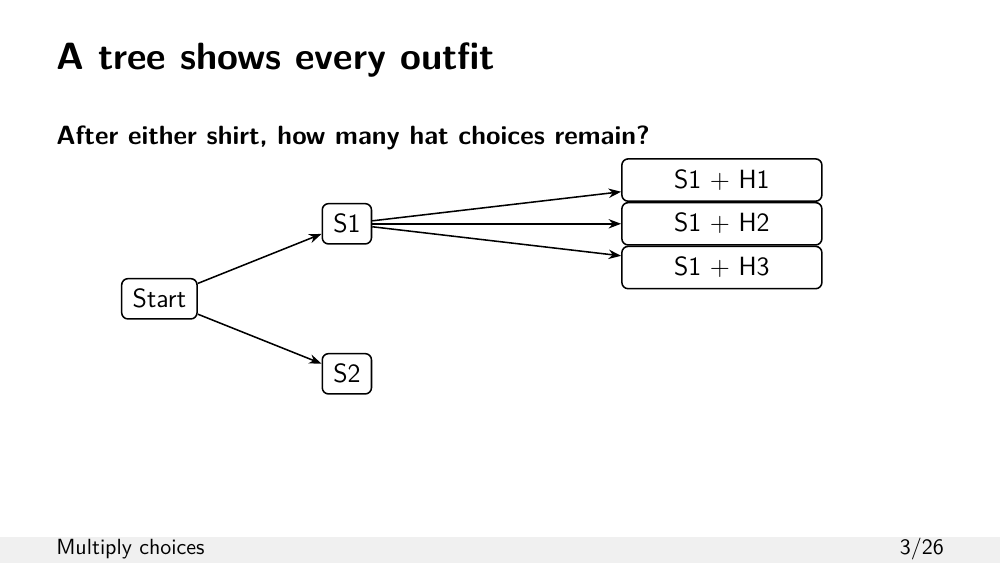 A tree shows every outfit
After either shirt, how many hat choices remain?
S1 + H1
S1
S1 + H2
S1 + H3
Start
S2
Multiply choices
3/26